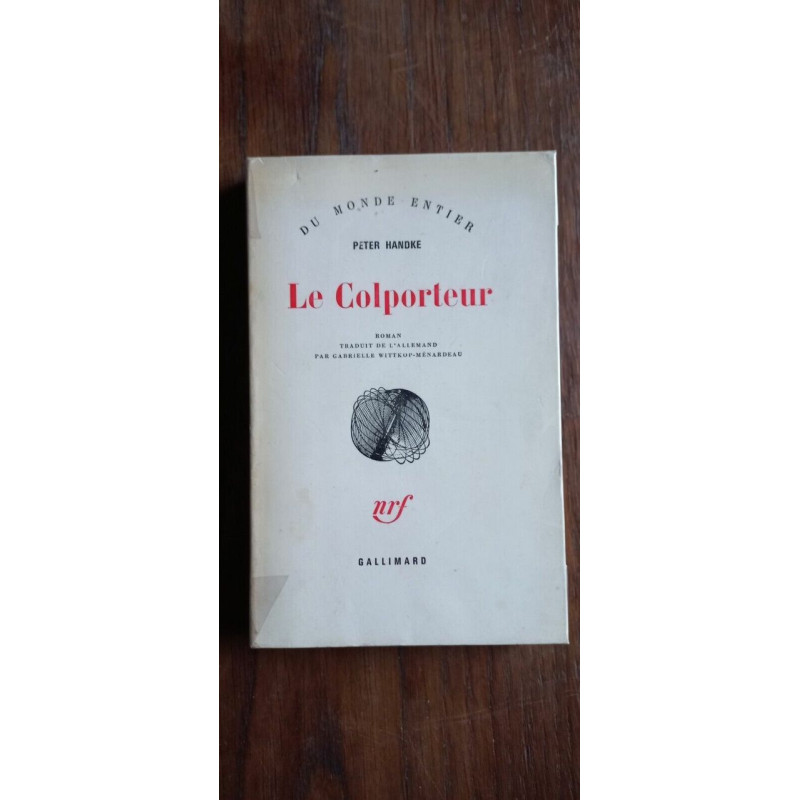 DU MONDE ENTIER
PETER HANDKE
Le Colporteur
ROMAN
TRADUIT DE L'ALLEMAND
PAR GABRIELLE WITTKOP-MÉNARDEAU
nrf
GALLIMARD